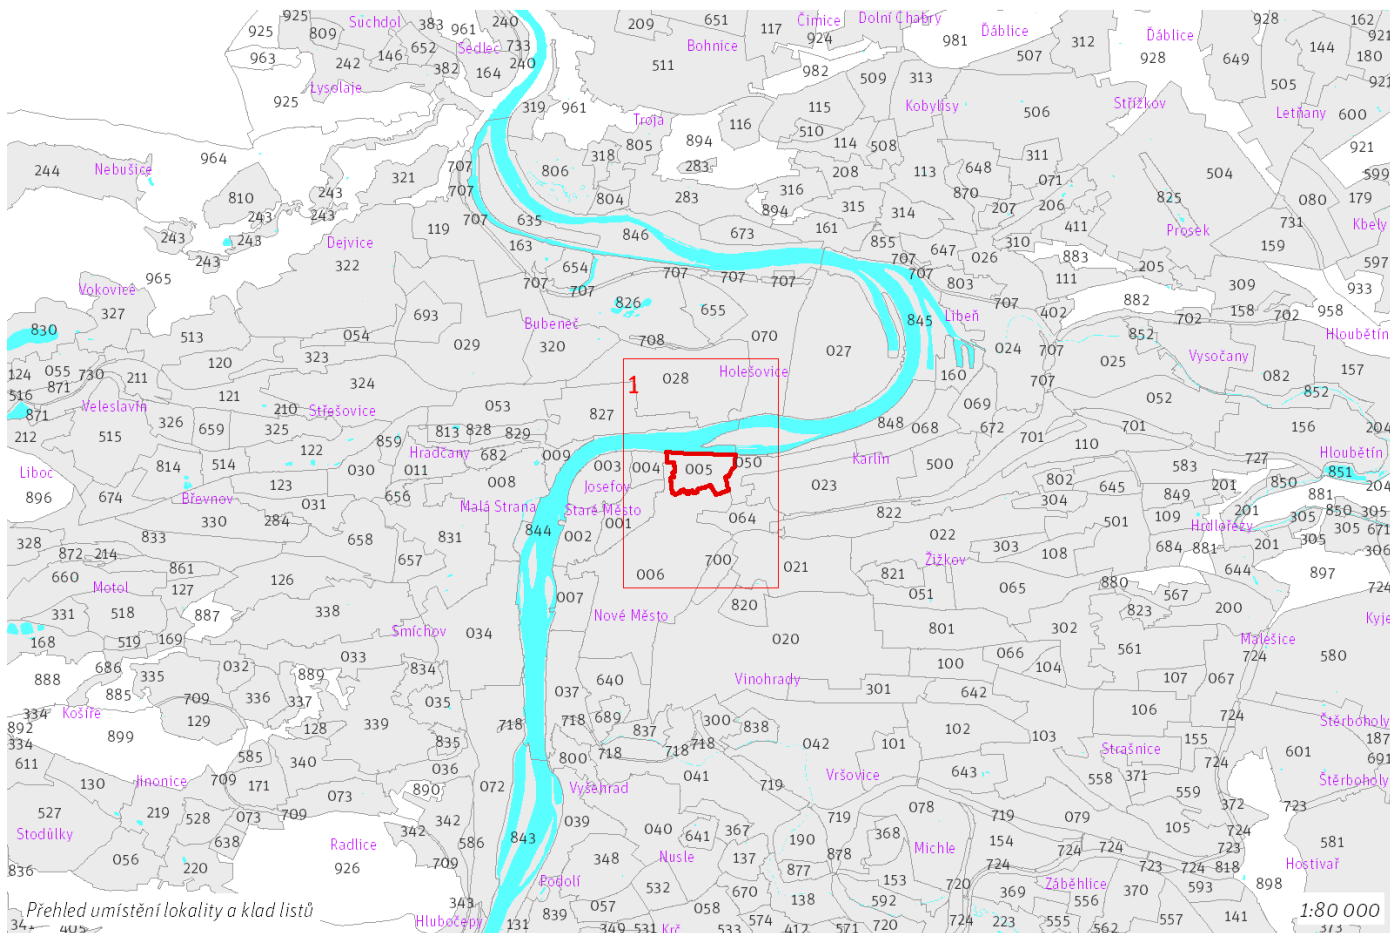 925 Suchdol 383 961 240 209 651 117 Čimice Dolní Chabry 928 162
925 809 652 Sedlec 733 Bohnice 924 981 Ďáblice 312 Ďáblice 144 921
963 242 146 382 164 240 511 982 509 313 507 928 649 180
925 Lysolaje 319 961 115 Kobylisy 506 Střížkov 505 921
Troja 116 510 Letňany 600
964 894 114 508 921
244 Nebušice 707 806 318 805 283 208 113 648 311 504 599
810 243 321 707 804 283 316 870 071 825 080 179
243 119 707 635 894 315 314 207 206 731 Kbely
243 243 Dejvice 163 846 673 161 855 647 310 411 Prosek 159
243 322 654 707 707 026 883 205 597
965 707 707 707 707 707 803 111 309 933
Vokovice 693 826 655 845 Libeň 707 882 158 958
327 513 054 Bubeneč 070 402 702 702
830 029 320 708 027 024 707 852 Hloubětín
120 323 028 Holešovice 025 Vysočany 157
124 055 730 211 324 1 160 707 082 852
516 871 121 053 827 069 052
871 Veleslavín 326 659 210 Střešovice 813 828 829 848 068 672 701 701 156 204
212 515 325 859 Hradčany 682 009 110 Hloubětín
Liboc 814 514 122 030 011 003 004 005 050 Karlín 500 583 727 851
896 Břevnov 123 008 Josefov 023 802 645 201 850 204
674 031 656 Malá Strana Staré Město 304 849 881
330 284 001 064 822 501 109 201 850 305
328 833 658 831 844 002 022 Hrdlořezy 305 305 671
872 214 657 700 303 108 684 881 201 305 306
660 861 006 021 821 Žižkov 644 897
Motol 127 126 007 051 065 880 567 724
331 518 887 338 Nové Město 820 823 200
168 519 169 Smíchov 034 020 801 302 Malešice Kyje
686 033 066 561 724 580
888 335 032 889 834 100 104
885 336 337 640 Vinohrady 301 642 107 067
334 Košíře 709 035 037 106 724
892 899 129 128 339 718 718 689 837 300 838 102 Štěrboholy
334 835 718 718 718 042 101 103 155 187
611 585 340 036 800 Strašnice 601 691
130 Jinonice 709 171 072 041 719 Vršovice 643 558 371 724 Štěrboholy
073 890 Vyšehrad 559 372 723
527 219 528 073 709 342 039 719 078 719 079 105 724
Stodůlky 638 342 586 843 040 641 367 190 368 154 581
056 Radlice 709 348 Nusle 137 878 Michle 724 724 724 723 Hostivař
836 220 926 532 877 153 724 723 724 818
Podolí 670 720 369 Záběhlice 370 593 898
Přehled umístění lokality a klad listů 343 057 058 138 592 1:80 000
341 405 Hlubočepy 131 839 349 531 Krč 533 574 412 571 720 724 223 555 562 557 141 373